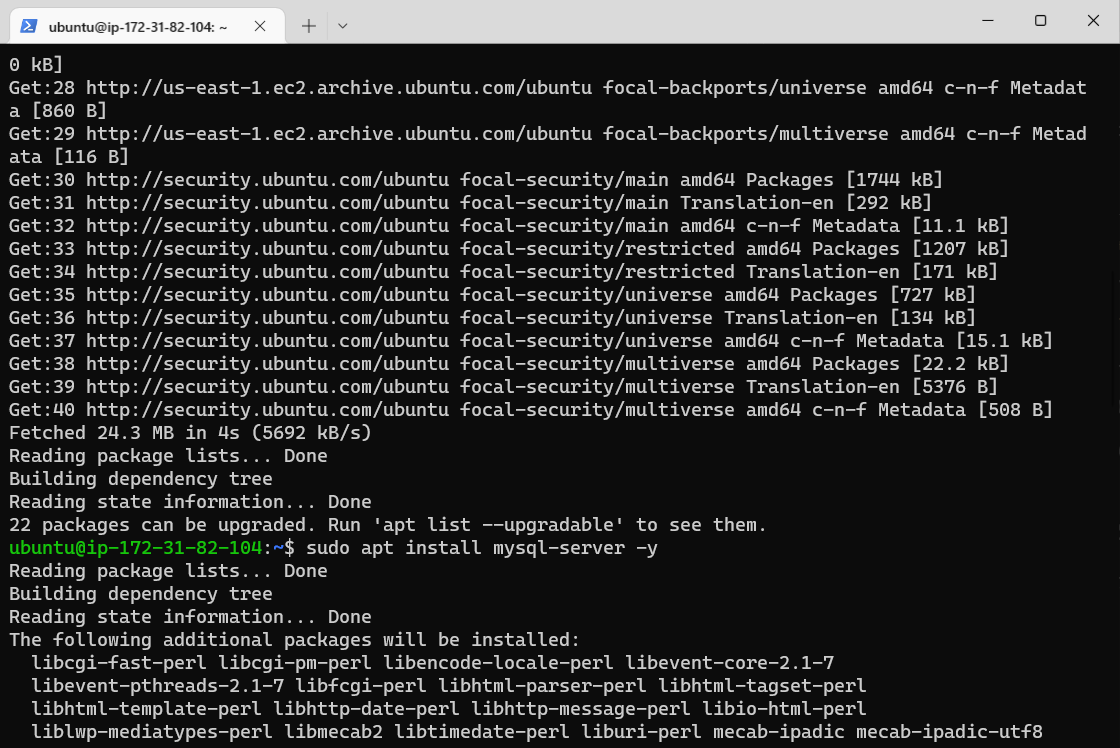 ubuntu@ip-172-31-82-104: ~
0 kB]
Get:28 http://us-east-1.ec2.archive.ubuntu.com/ubuntu focal-backports/universe amd64 c-n-f Metadat
a [860 B]
Get:29 http://us-east-1.ec2.archive.ubuntu.com/ubuntu focal-backports/multiverse amd64 c-n-f Metad
ata [116 B]
Get:30 http://security.ubuntu.com/ubuntu focal-security/main amd64 Packages [1744 kB]
Get:31 http://security.ubuntu.com/ubuntu focal-security/main Translation-en [292 kB]
Get:32 http://security.ubuntu.com/ubuntu focal-security/main amd64 c-n-f Metadata [11.1 kB]
Get:33 http://security.ubuntu.com/ubuntu focal-security/restricted amd64 Packages [1207 kB]
Get:34 http://security.ubuntu.com/ubuntu focal-security/restricted Translation-en [171 kB]
Get:35 http://security.ubuntu.com/ubuntu focal-security/universe amd64 Packages [727 kB]
Get:36 http://security.ubuntu.com/ubuntu focal-security/universe Translation-en [134 kB]
Get:37 http://security.ubuntu.com/ubuntu focal-security/universe amd64 c-n-f Metadata [15.1 kB]
Get:38 http://security.ubuntu.com/ubuntu focal-security/multiverse amd64 Packages [22.2 kB]
Get:39 http://security.ubuntu.com/ubuntu focal-security/multiverse Translation-en [5376 B]
Get:40 http://security.ubuntu.com/ubuntu focal-security/multiverse amd64 c-n-f Metadata [508 B]
Fetched 24.3 MB in 4s (5692 kB/s)
Reading package lists... Done
Building dependency tree
Reading state information... Done
22 packages can be upgraded. Run 'apt list --upgradable' to see them.
ubuntu@ip-172-31-82-104:~$ sudo apt install mysql-server -y
Reading package lists... Done
Building dependency tree
Reading state information... Done
The following additional packages will be installed:
  libcgi-fast-perl libcgi-pm-perl libencode-locale-perl libevent-core-2.1-7
  libevent-pthreads-2.1-7 libfcgi-perl libhtml-parser-perl libhtml-tagset-perl
  libhtml-template-perl libhttp-date-perl libhttp-message-perl libio-html-perl
  liblwp-mediatypes-perl libmecab2 libtimedate-perl liburi-perl mecab-ipadic mecab-ipadic-utf8